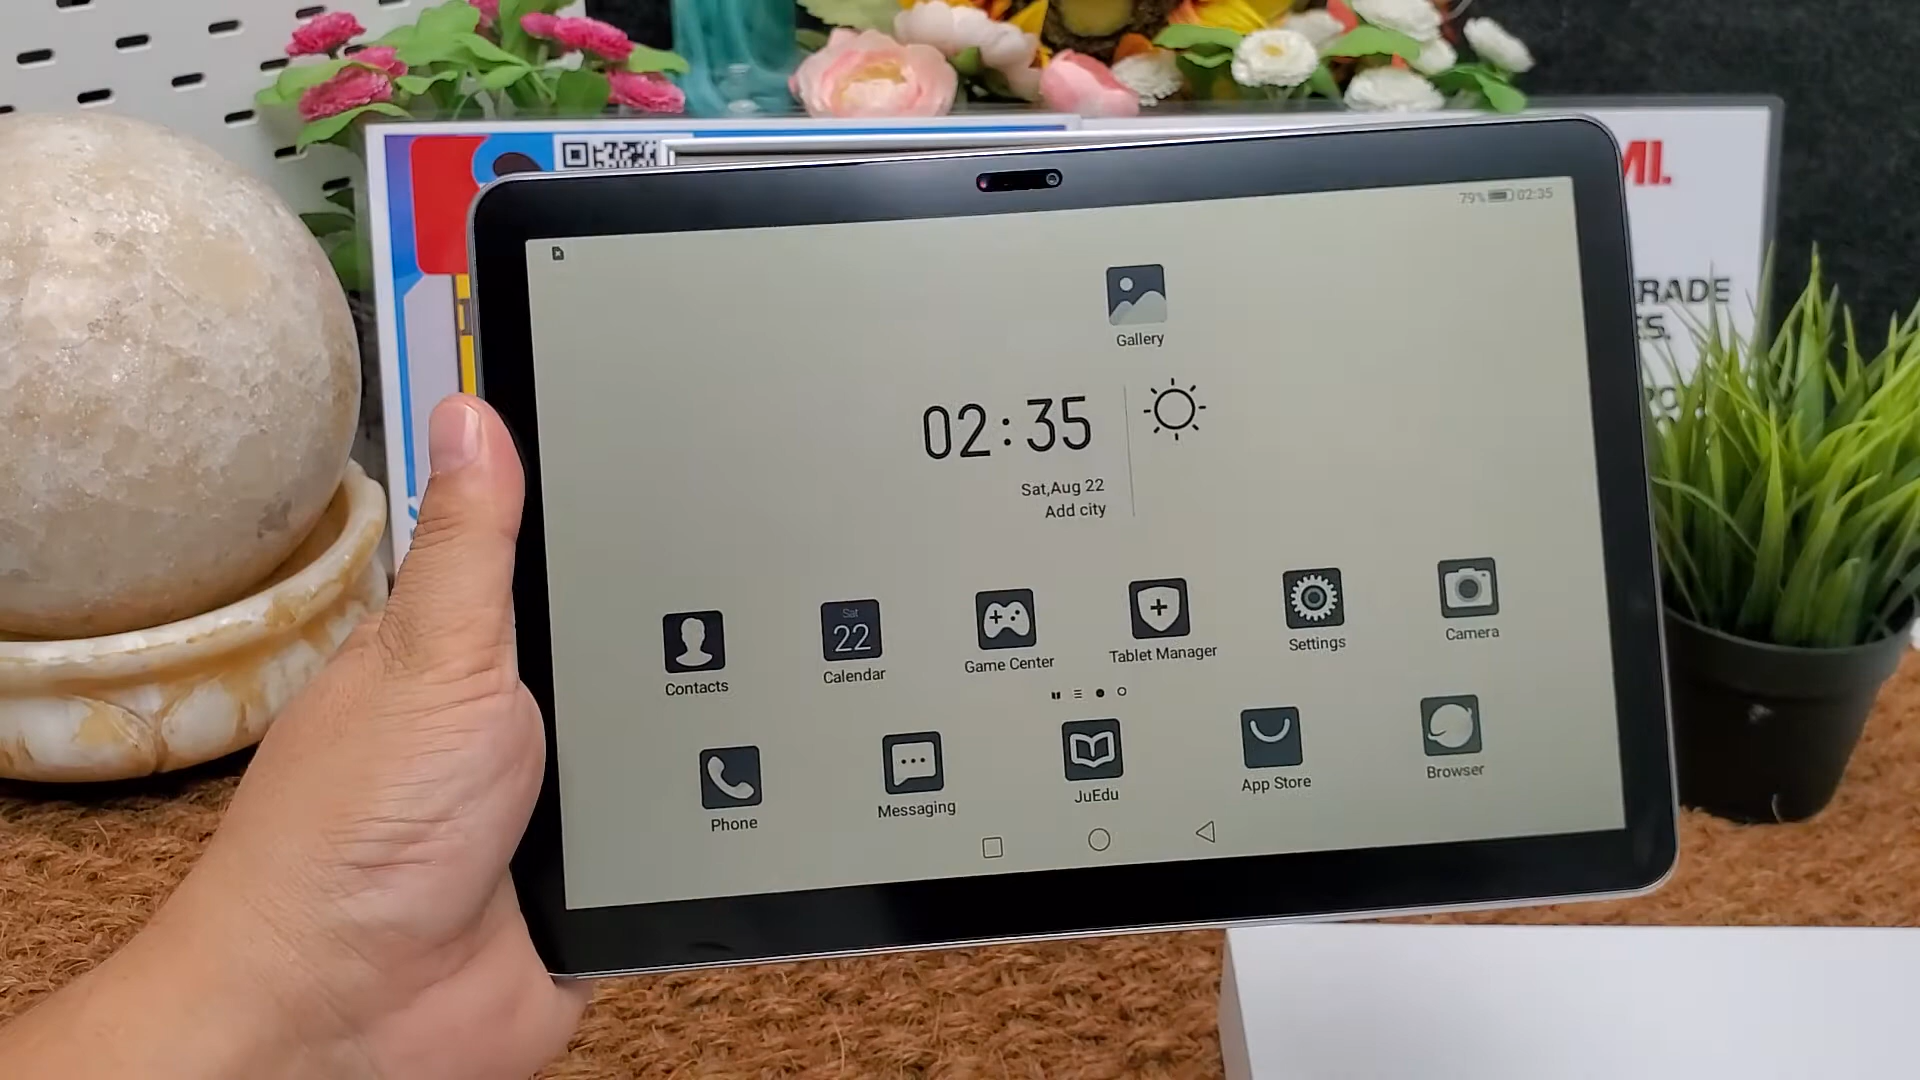 MI.
79% 02:35
Gallery
RADE
S.
02:35
Sat,Aug 22
Add city
Sat
22
Contacts
Calendar
Game Center
Tablet Manager
Settings
Camera
Phone
Messaging
JuEdu
App Store
Browser